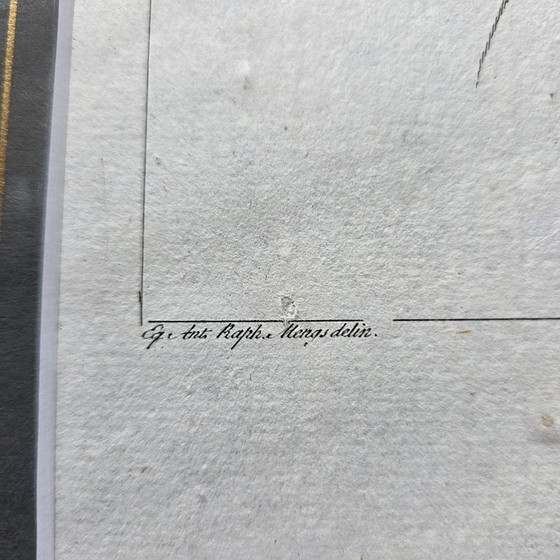 Eq. Ant. Raph. Mengs delin.